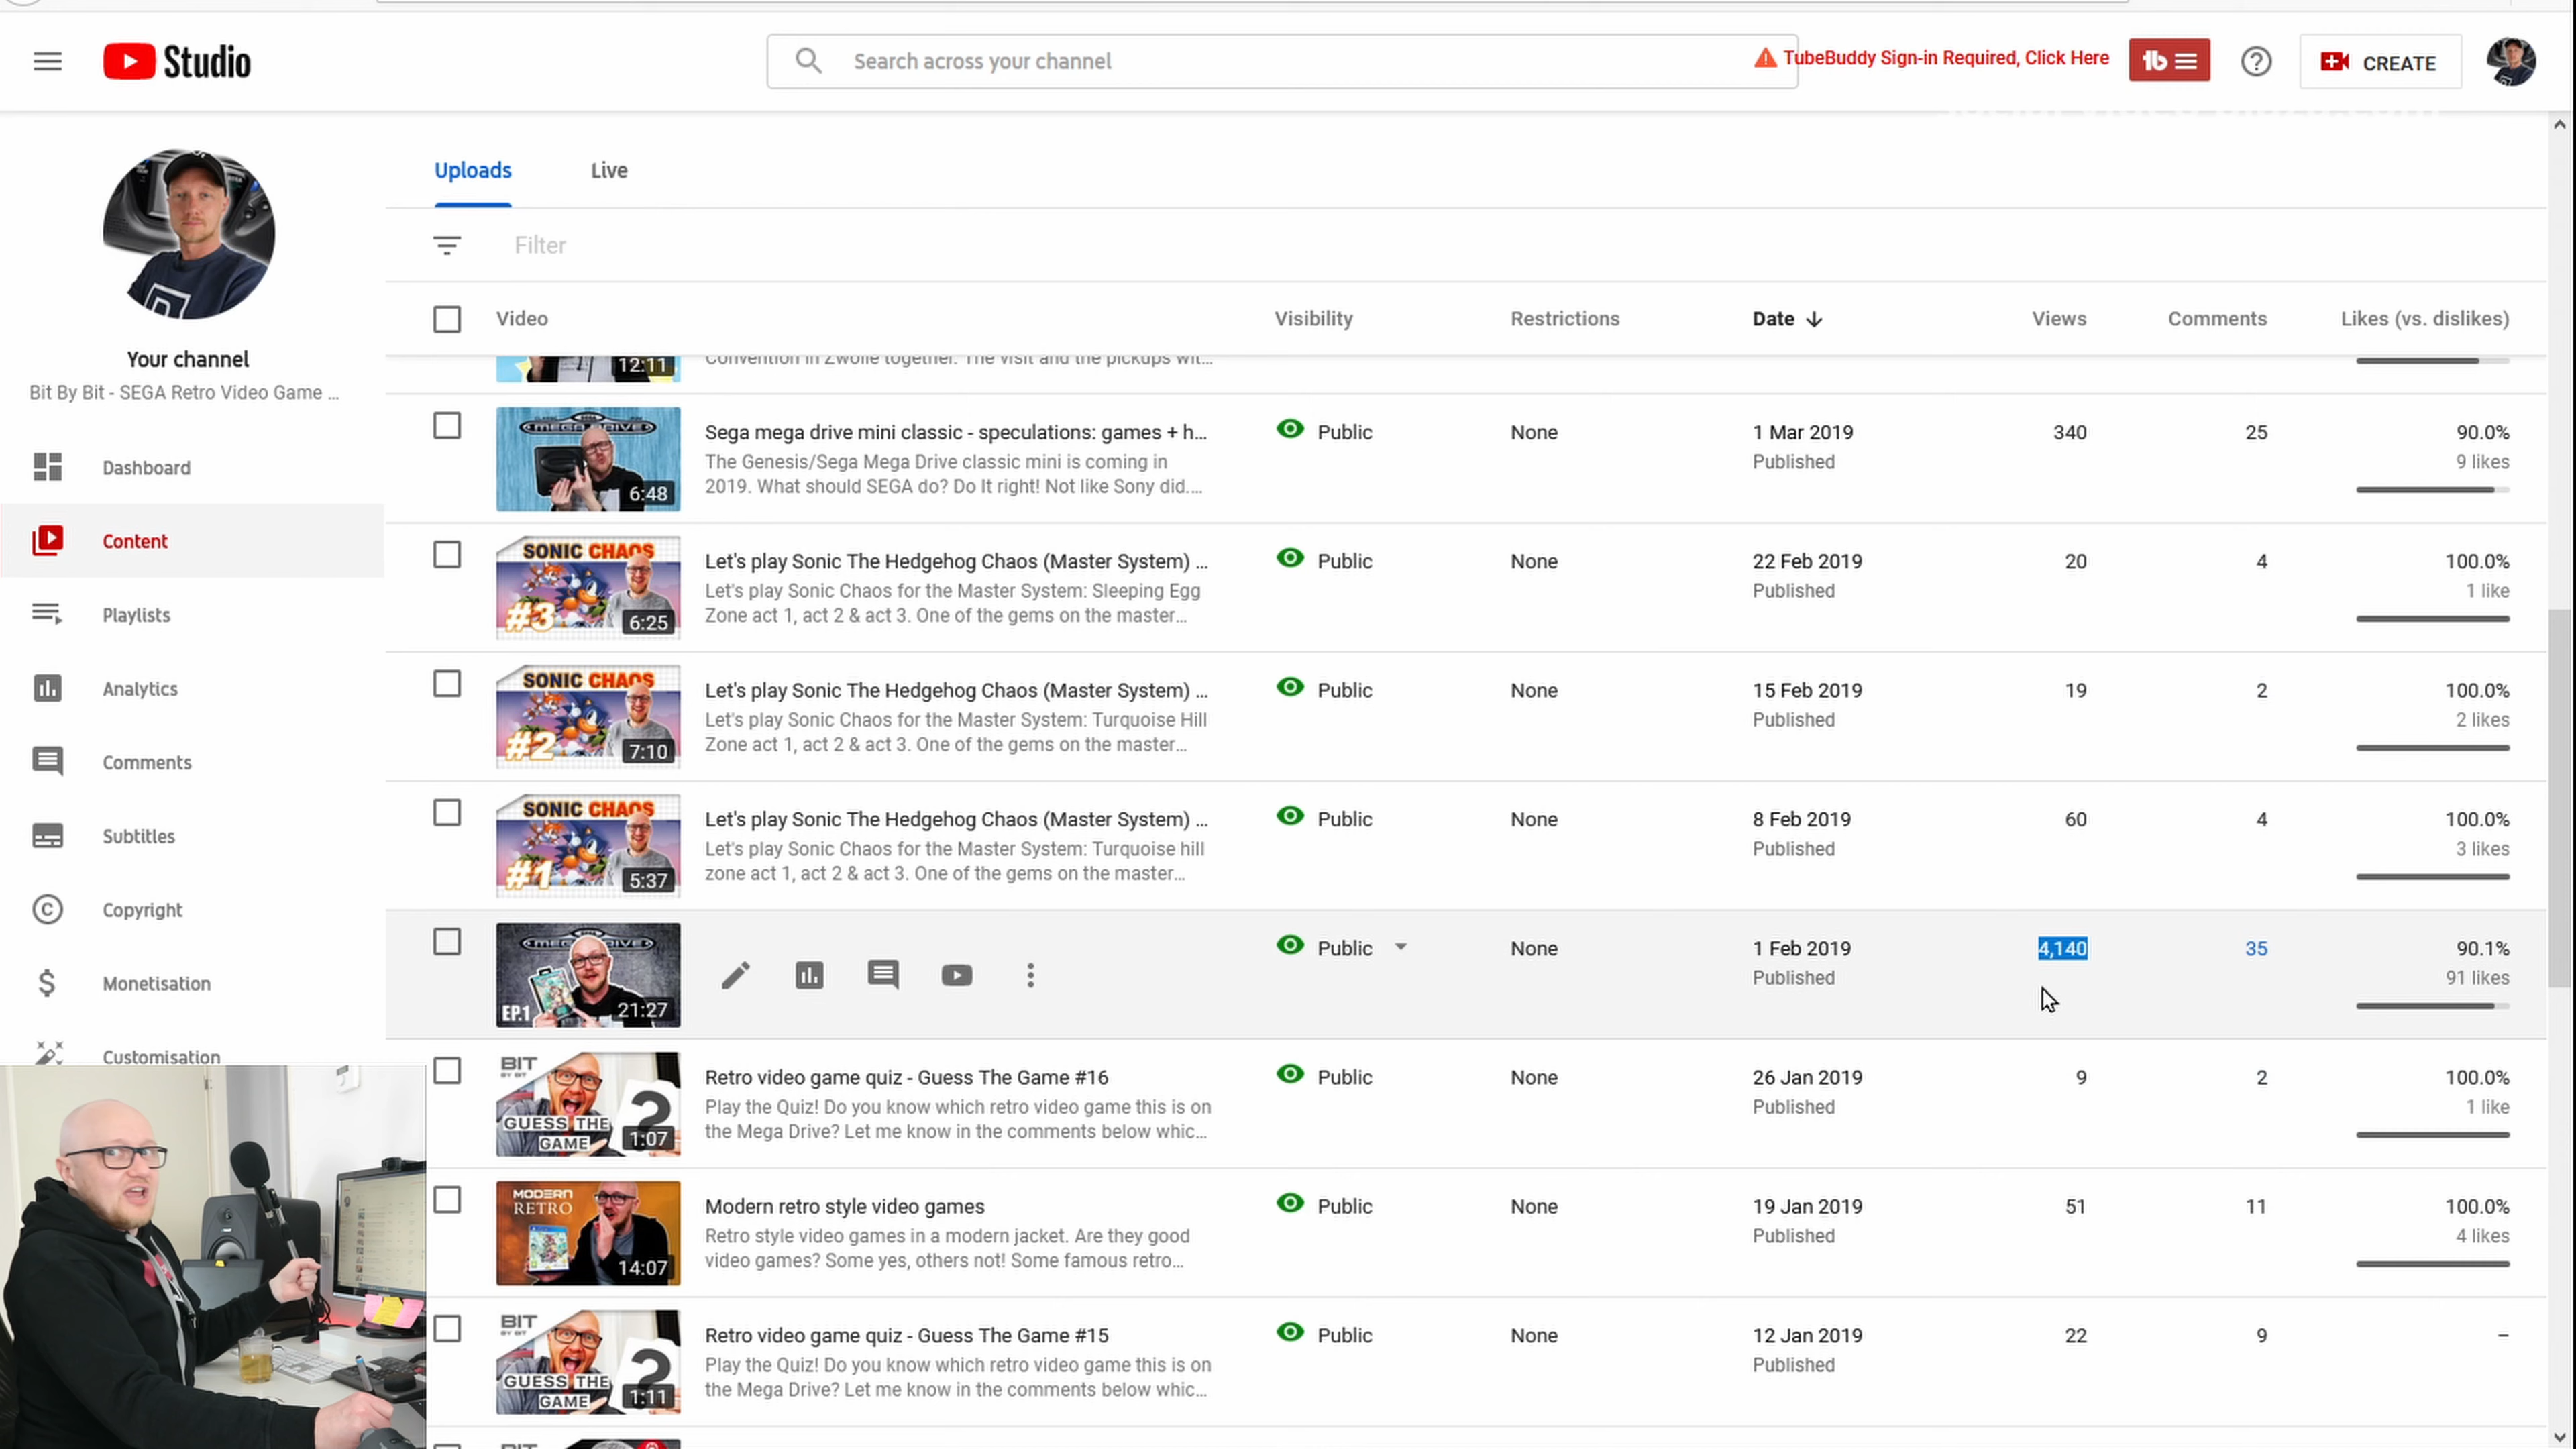 Studio
Search across your channel
TubeBuddy Sign-in Required, Click Here
CREATE
Your channel
Bit By Bit - SEGA Retro Video Game ...
Dashboard
Content
Playlists
Analytics
Comments
Subtitles
Copyright
Monetisation
Customisation
Uploads
Live
Filter
Video
Visibility
Restrictions
Date
Views
Comments
Likes (vs. dislikes)
12:11
Convention in Zwolle together. The visit and the pickups wit...
MEGA DRIVE
6:48
Sega mega drive mini classic - speculations: games + h...
The Genesis/Sega Mega Drive classic mini is coming in
2019. What should SEGA do? Do It right! Not like Sony did....
Public
None
1 Mar 2019
Published
340
25
90.0%
9 likes
SONIC CHAOS
#3
6:25
Let's play Sonic The Hedgehog Chaos (Master System) ...
Let's play Sonic Chaos for the Master System: Sleeping Egg
Zone act 1, act 2 & act 3. One of the gems on the master...
Public
None
22 Feb 2019
Published
20
4
100.0%
1 like
SONIC CHAOS
#2
7:10
Let's play Sonic The Hedgehog Chaos (Master System) ...
Let's play Sonic Chaos for the Master System: Turquoise Hill
Zone act 1, act 2 & act 3. One of the gems on the master...
Public
None
15 Feb 2019
Published
19
2
100.0%
2 likes
SONIC CHAOS
#1
5:37
Let's play Sonic The Hedgehog Chaos (Master System) ...
Let's play Sonic Chaos for the Master System: Turquoise hill
zone act 1, act 2 & act 3. One of the gems on the master...
Public
None
8 Feb 2019
Published
60
4
100.0%
3 likes
MEGA DRIVE
EP.1
21:27
Public
None
1 Feb 2019
Published
4,140
35
90.1%
91 likes
BIT
BY BIT
GUESS THE
GAME
1:07
Retro video game quiz - Guess The Game #16
Play the Quiz! Do you know which retro video game this is on
the Mega Drive? Let me know in the comments below whic...
Public
None
26 Jan 2019
Published
9
2
100.0%
1 like
MODERN
RETRO
14:07
Modern retro style video games
Retro style video games in a modern jacket. Are they good
video games? Some yes, others not! Some famous retro...
Public
None
19 Jan 2019
Published
51
11
100.0%
4 likes
BIT
BY BIT
GUESS THE
GAME
1:11
Retro video game quiz - Guess The Game #15
Play the Quiz! Do you know which retro video game this is on
the Mega Drive? Let me know in the comments below whic...
Public
None
12 Jan 2019
Published
22
9
–
BIT